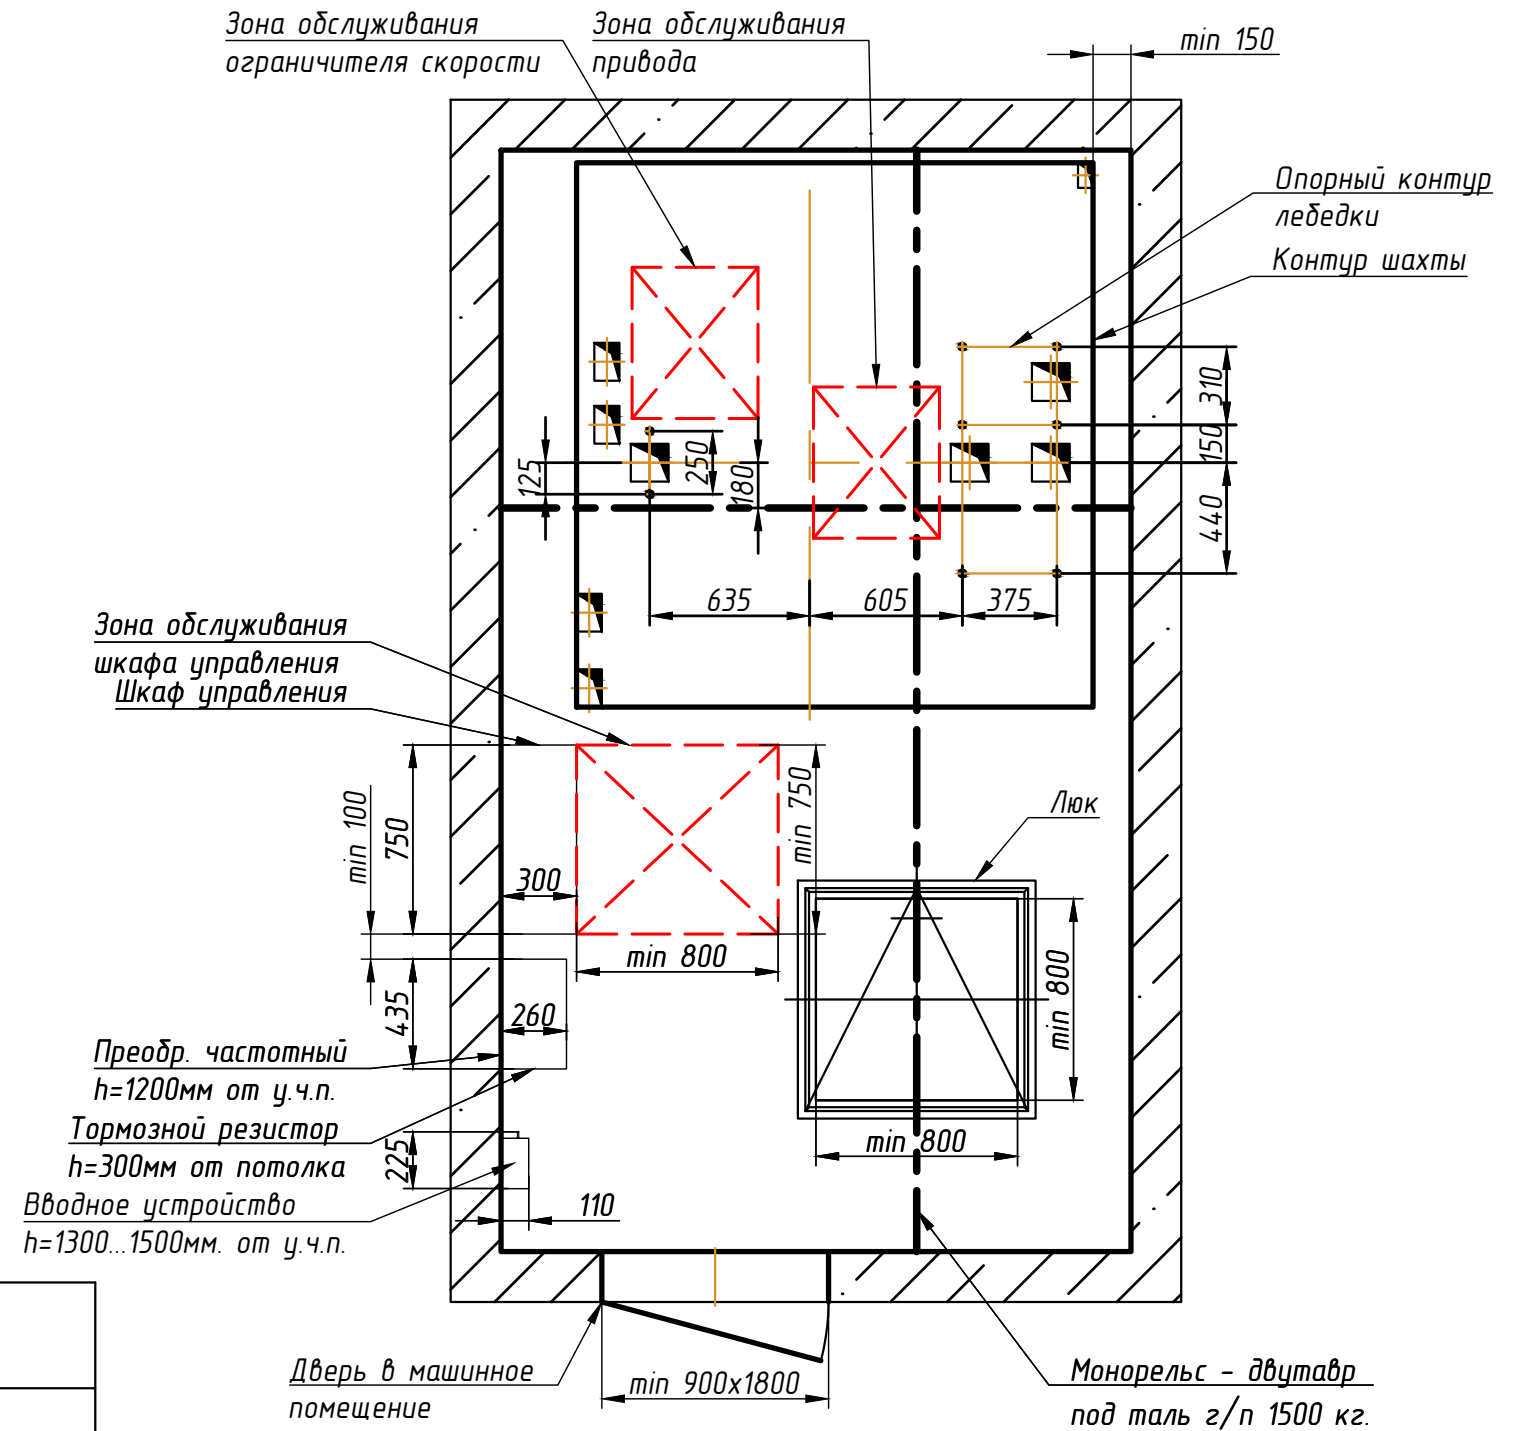 Зона обслуживания
ограничителя скорости
Зона обслуживания
привода
min 150
Опорный контур
лебедки
Контур шахты
310
150
440
125
250
180
635
605
375
Зона обслуживания
шкафа управления
Шкаф управления
min 100
750
300
min 750
min 800
Люк
min 800
min 800
435
260
Преобр. частотный
h=1200мм от у.ч.п.
Тормозной резистор
h=300мм от потолка
225
Вводное устройство
h=1300...1500мм. от у.ч.п.
110
Дверь в машинное
помещение
min 900x1800
Монорельс - двутавр
под таль г/п 1500 кг.